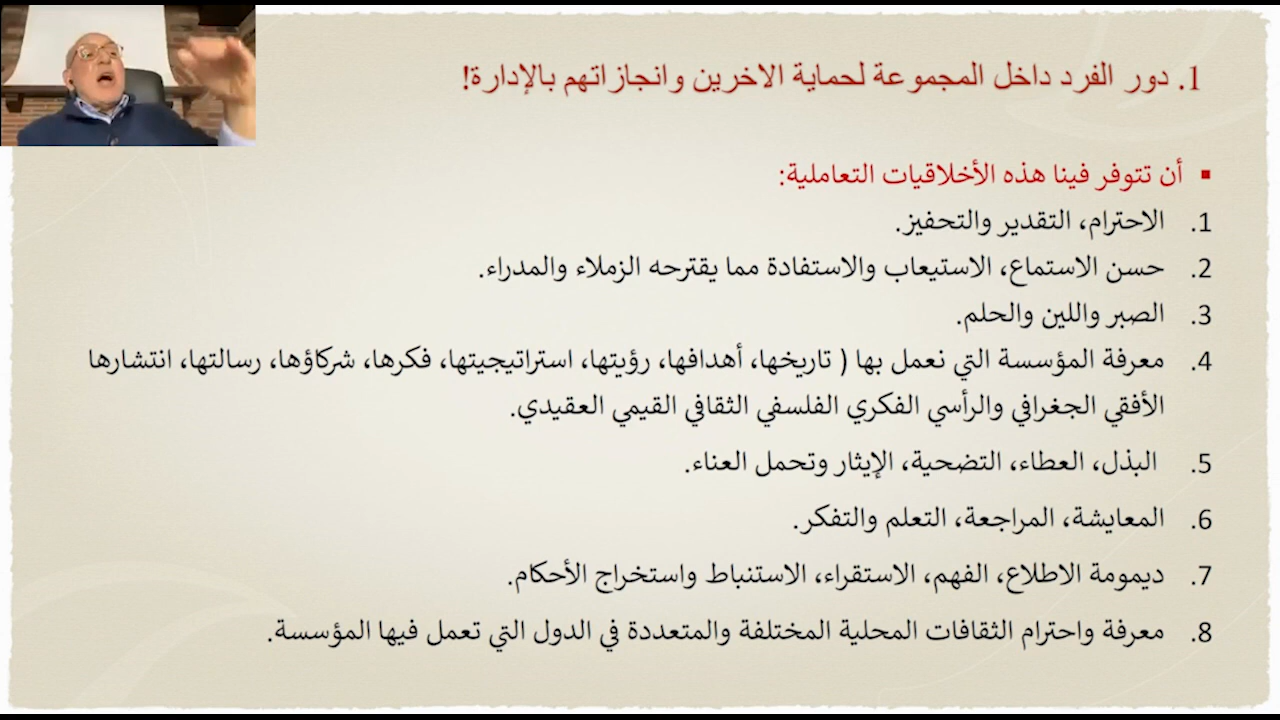 1. دور الفرد داخل المجموعة لحماية الاخرين وانجازاتهم بالإدارة!
▪ أن تتوفر فينا هذه الأخلاقيات التعاملية:
1. الاحترام، التقدير والتحفيز.
2. حسن الاستماع، الاستيعاب والاستفادة مما يقترحه الزملاء والمدراء.
3. الصبر واللين والحلم.
4. معرفة المؤسسة التي نعمل بها ( تاريخها، أهدافها، رؤيتها، استراتيجيتها، فكرها، شركاؤها، رسالتها، انتشارها
الأفقي الجغرافي والرأسي الفكري الفلسفي الثقافي القيمي العقيدي.
5. البذل، العطاء، التضحية، الإيثار وتحمل العناء.
6. المعايشة، المراجعة، التعلم والتفكر.
7. ديمومة الاطلاع، الفهم، الاستقراء، الاستنباط واستخراج الأحكام.
8. معرفة واحترام الثقافات المحلية المختلفة والمتعددة في الدول التي تعمل فيها المؤسسة.